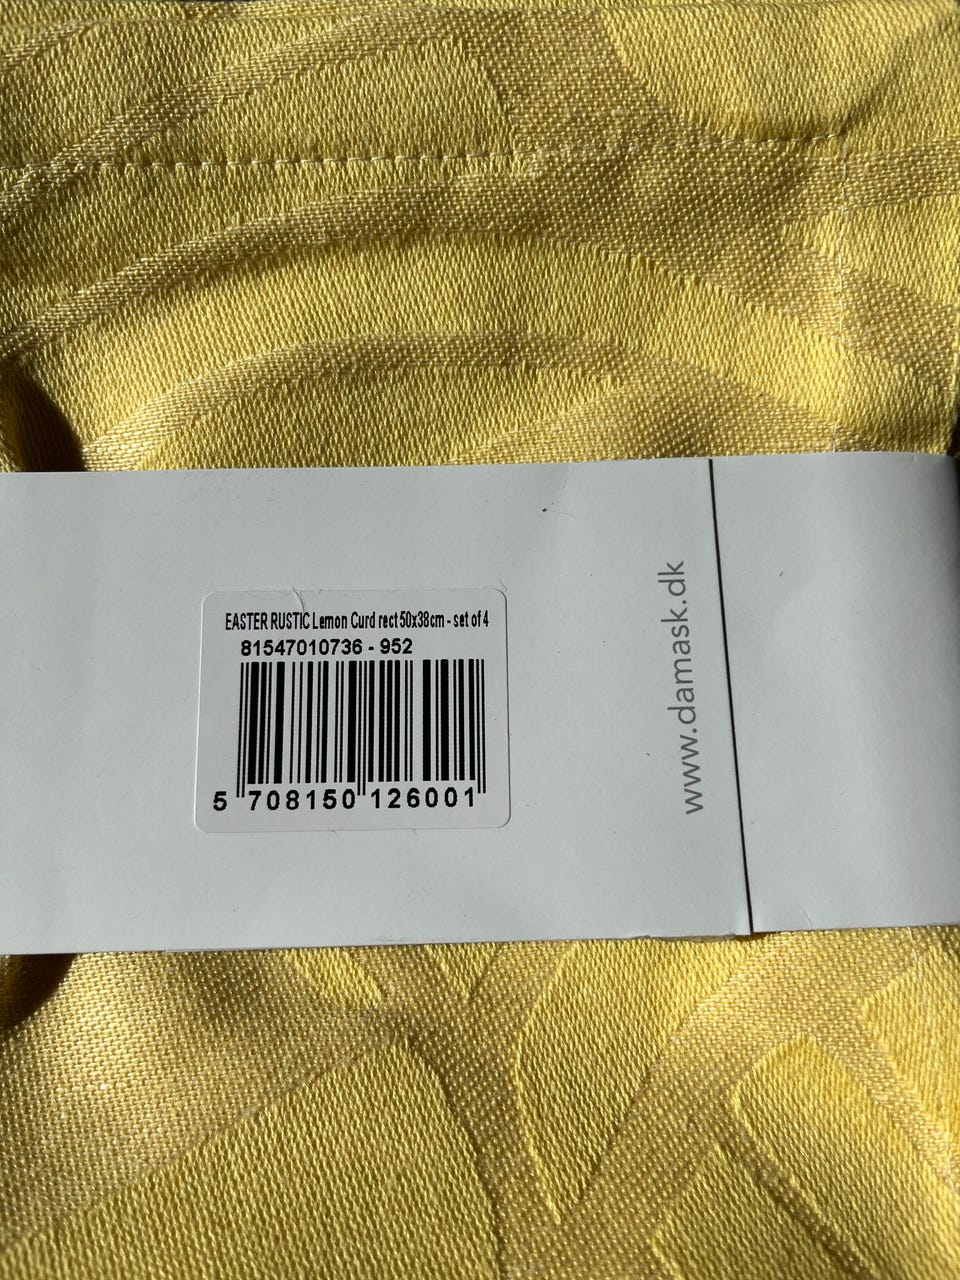 EASTER RUSTIC Lemon Curd rect 50x38cm - set of 4
81547010736 - 952
5 708150 126001
www.damask.dk